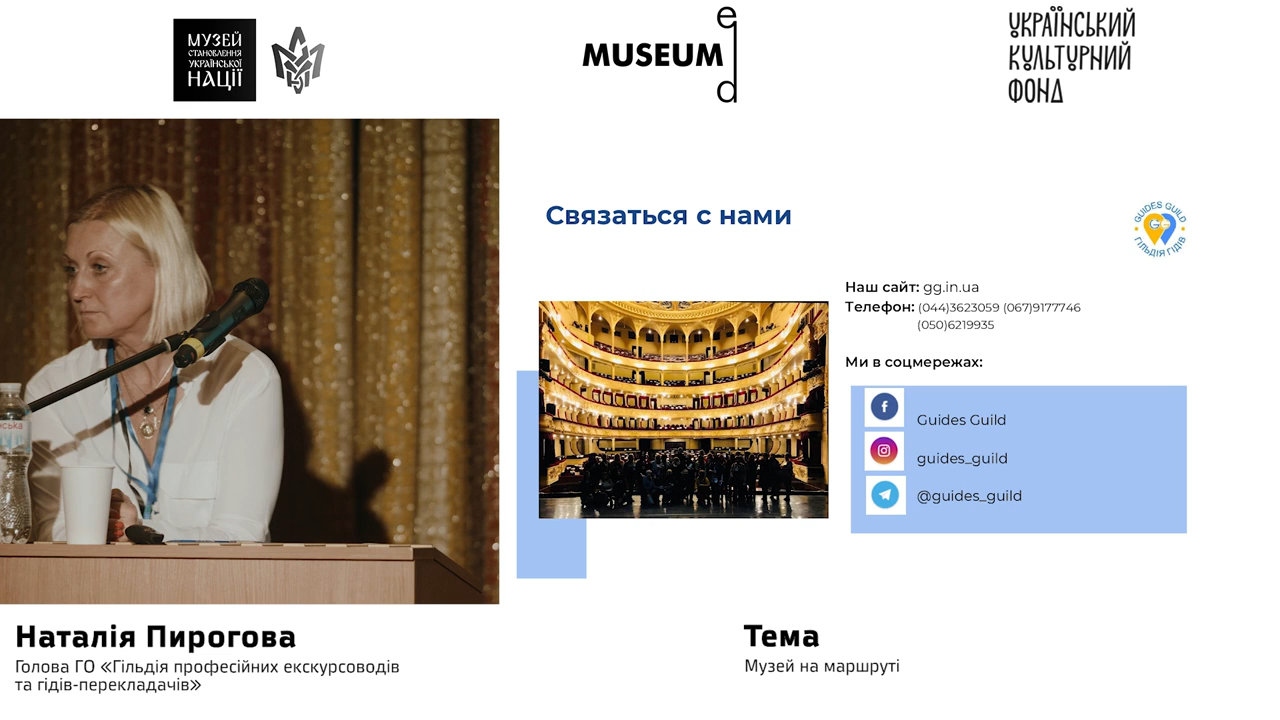 МУЗЕЙ
СТАНОВЛЕННЯ
УКРАЇНСЬКОЇ
НАЦІЇ
MUSEUM
ed
УКРАЇНСЬКИЙ
КУЛЬТУРНИЙ
ФОНД
Связаться с нами
GUIDES GUILD
ГІЛЬДІЯ ГІДІВ
Наш сайт: gg.in.ua
Телефон: (044)3623059 (067)9177746
(050)6219935
Ми в соцмережах:
Guides Guild
guides_guild
@guides_guild
Наталія Пирогова
Голова ГО «Гільдія професійних екскурсоводів
та гідів-перекладачів»
Тема
Музей на маршруті